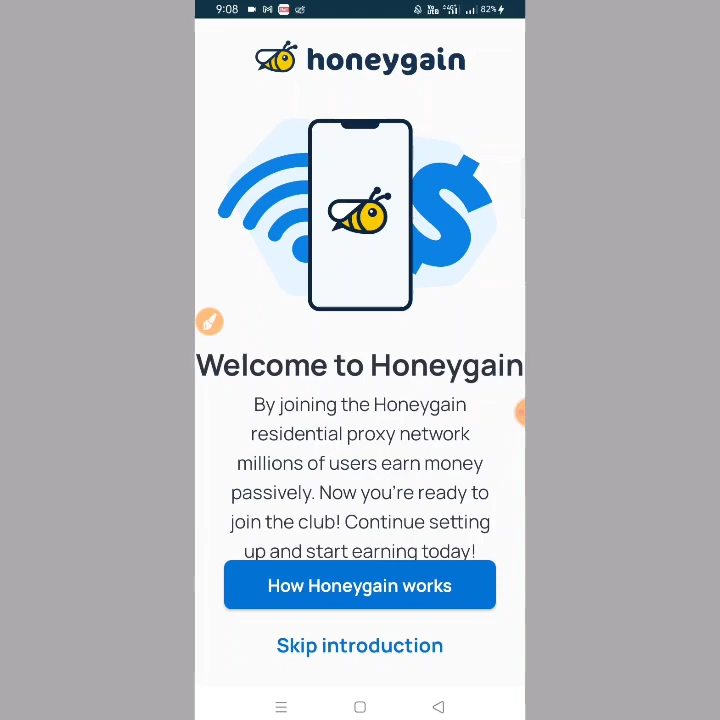 9:08
82%
honeygain
Welcome to Honeygain
By joining the Honeygain
residential proxy network
millions of users earn money
passively. Now you're ready to
join the club! Continue setting
up and start earning today!
How Honeygain works
Skip introduction